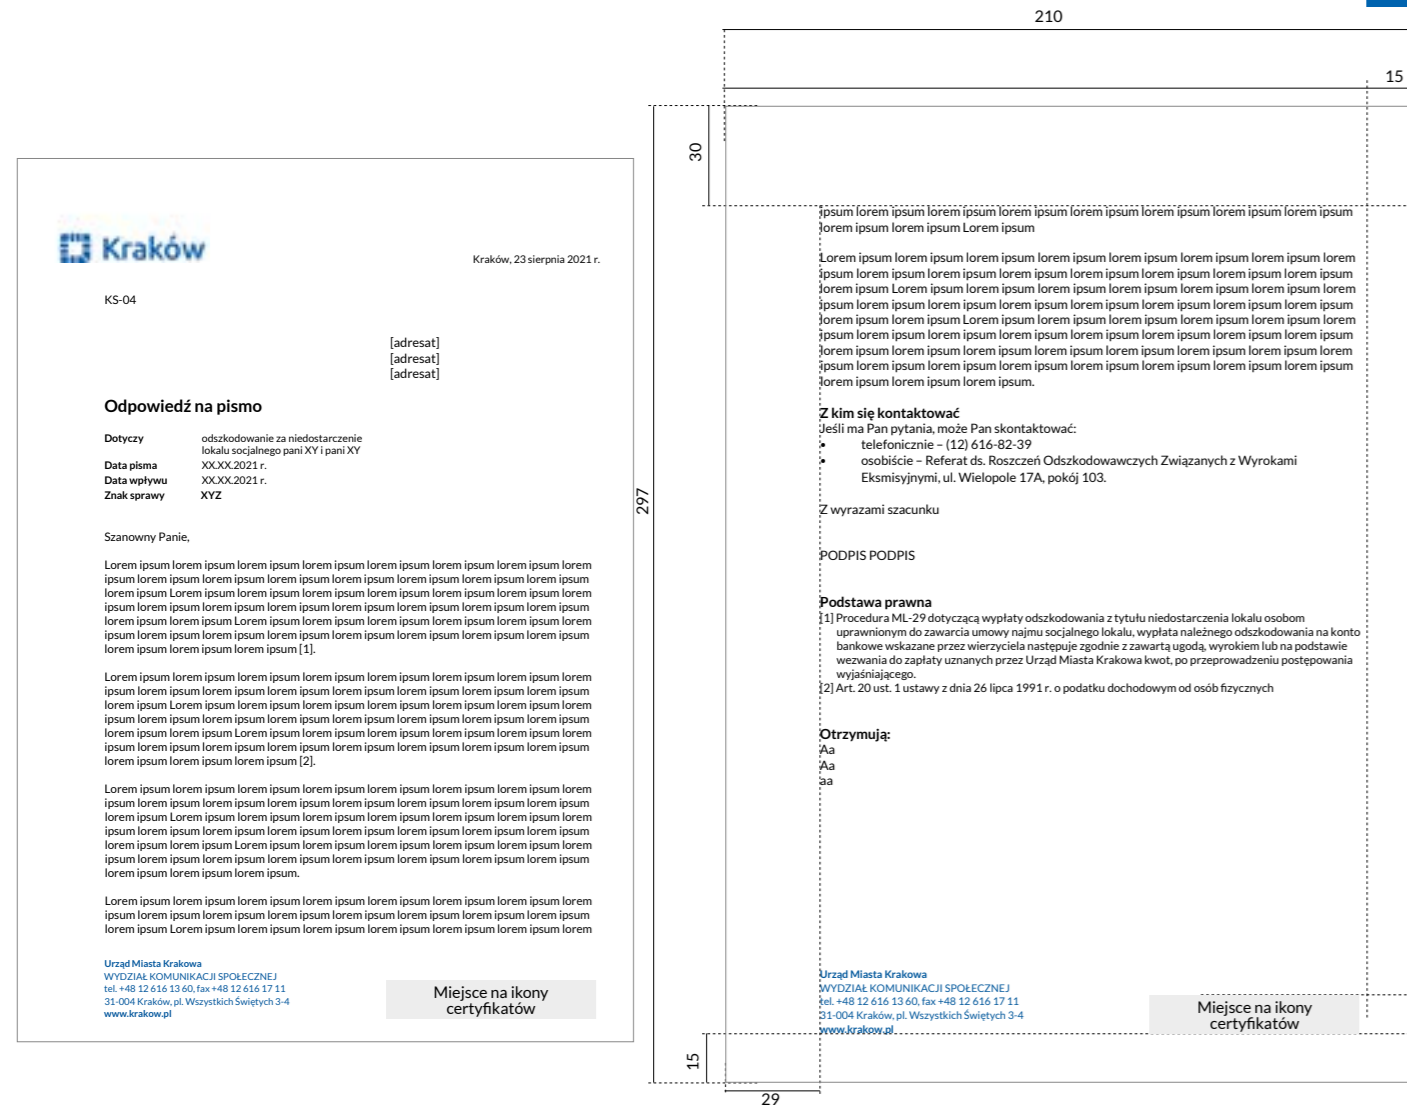 Kraków
Kraków, 23 sierpnia 2021 r.
KS-04
[adresat]
[adresat]
[adresat]
Odpowiedź na pismo
Dotyczy odszkodowanie za niedostarczenie
lokalu socjalnego pani XY i pani XY
Data pisma XX.XX.2021 r.
Data wpływu XX.XX.2021 r.
Znak sprawy XYZ
Szanowny Panie,
Lorem ipsum lorem ipsum lorem ipsum lorem ipsum lorem ipsum lorem ipsum lorem ipsum lorem
ipsum lorem ipsum lorem ipsum lorem ipsum lorem ipsum lorem ipsum lorem ipsum lorem ipsum
lorem ipsum Lorem ipsum lorem ipsum lorem ipsum lorem ipsum lorem ipsum lorem ipsum lorem
ipsum lorem ipsum lorem ipsum lorem ipsum lorem ipsum lorem ipsum lorem ipsum lorem ipsum
lorem ipsum lorem ipsum Lorem ipsum lorem ipsum lorem ipsum lorem ipsum lorem ipsum lorem
ipsum lorem ipsum lorem ipsum lorem ipsum lorem ipsum lorem ipsum lorem ipsum lorem ipsum
lorem ipsum lorem ipsum lorem ipsum [1].
Lorem ipsum lorem ipsum lorem ipsum lorem ipsum lorem ipsum lorem ipsum lorem ipsum lorem
ipsum lorem ipsum lorem ipsum lorem ipsum lorem ipsum lorem ipsum lorem ipsum lorem ipsum
lorem ipsum Lorem ipsum lorem ipsum lorem ipsum lorem ipsum lorem ipsum lorem ipsum lorem
ipsum lorem ipsum lorem ipsum lorem ipsum lorem ipsum lorem ipsum lorem ipsum lorem ipsum
lorem ipsum lorem ipsum Lorem ipsum lorem ipsum lorem ipsum lorem ipsum lorem ipsum lorem
ipsum lorem ipsum lorem ipsum lorem ipsum lorem ipsum lorem ipsum lorem ipsum lorem ipsum
lorem ipsum lorem ipsum lorem ipsum [2].
Lorem ipsum lorem ipsum lorem ipsum lorem ipsum lorem ipsum lorem ipsum lorem ipsum lorem
ipsum lorem ipsum lorem ipsum lorem ipsum lorem ipsum lorem ipsum lorem ipsum lorem ipsum
lorem ipsum Lorem ipsum lorem ipsum lorem ipsum lorem ipsum lorem ipsum lorem ipsum lorem
ipsum lorem ipsum lorem ipsum lorem ipsum lorem ipsum lorem ipsum lorem ipsum lorem ipsum
lorem ipsum lorem ipsum Lorem ipsum lorem ipsum lorem ipsum lorem ipsum lorem ipsum lorem
ipsum lorem ipsum lorem ipsum lorem ipsum lorem ipsum lorem ipsum lorem ipsum lorem ipsum
lorem ipsum lorem ipsum lorem ipsum.
Lorem ipsum lorem ipsum lorem ipsum lorem ipsum lorem ipsum lorem ipsum lorem ipsum lorem
ipsum lorem ipsum lorem ipsum lorem ipsum lorem ipsum lorem ipsum lorem ipsum lorem ipsum
lorem ipsum Lorem ipsum lorem ipsum lorem ipsum lorem ipsum lorem ipsum lorem ipsum lorem
Urząd Miasta Krakowa
WYDZIAŁ KOMUNIKACJI SPOŁECZNEJ
tel. +48 12 616 13 60, fax +48 12 616 17 11
31-004 Kraków, pl. Wszystkich Świętych 3-4
www.krakow.pl
Miejsce na ikony
certyfikatów
210
15
30
297
ipsum lorem ipsum lorem ipsum lorem ipsum lorem ipsum lorem ipsum lorem ipsum lorem ipsum
lorem ipsum lorem ipsum Lorem ipsum
Lorem ipsum lorem ipsum lorem ipsum lorem ipsum lorem ipsum lorem ipsum lorem ipsum lorem
ipsum lorem ipsum lorem ipsum lorem ipsum lorem ipsum lorem ipsum lorem ipsum lorem ipsum
lorem ipsum Lorem ipsum lorem ipsum lorem ipsum lorem ipsum lorem ipsum lorem ipsum lorem
ipsum lorem ipsum lorem ipsum lorem ipsum lorem ipsum lorem ipsum lorem ipsum lorem ipsum
lorem ipsum lorem ipsum Lorem ipsum lorem ipsum lorem ipsum lorem ipsum lorem ipsum lorem
ipsum lorem ipsum lorem ipsum lorem ipsum lorem ipsum lorem ipsum lorem ipsum lorem ipsum
lorem ipsum lorem ipsum lorem ipsum lorem ipsum lorem ipsum lorem ipsum lorem ipsum lorem
ipsum lorem ipsum lorem ipsum lorem ipsum lorem ipsum lorem ipsum lorem ipsum lorem ipsum
lorem ipsum lorem ipsum lorem ipsum.
Z kim się kontaktować
Jeśli ma Pan pytania, może Pan skontaktować:
• telefonicznie – (12) 616-82-39
• osobiście – Referat ds. Roszczeń Odszkodowawczych Związanych z Wyrokami
Eksmisyjnymi, ul. Wielopole 17A, pokój 103.
Z wyrazami szacunku
PODPIS PODPIS
Podstawa prawna
[1] Procedura ML-29 dotyczącą wypłaty odszkodowania z tytułu niedostarczenia lokalu osobom
uprawnionym do zawarcia umowy najmu socjalnego lokalu, wypłata należnego odszkodowania na konto
bankowe wskazane przez wierzyciela następuje zgodnie z zawartą ugodą, wyrokiem lub na podstawie
wezwania do zapłaty uznanych przez Urząd Miasta Krakowa kwot, po przeprowadzeniu postępowania
wyjaśniającego.
[2] Art. 20 ust. 1 ustawy z dnia 26 lipca 1991 r. o podatku dochodowym od osób fizycznych
Otrzymują:
Aa
Aa
aa
Urząd Miasta Krakowa
WYDZIAŁ KOMUNIKACJI SPOŁECZNEJ
tel. +48 12 616 13 60, fax +48 12 616 17 11
31-004 Kraków, pl. Wszystkich Świętych 3-4
www.krakow.pl
Miejsce na ikony
certyfikatów
15
29